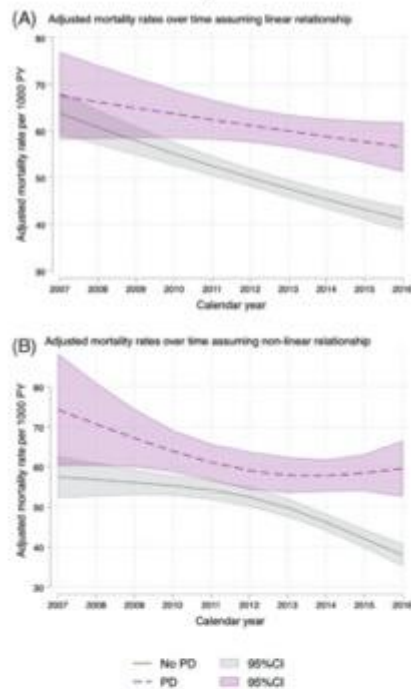 (A) Adjusted mortality rates over time assuming linear relationship
Adjusted mortality rate per 1000 PY
80
70
60
50
40
30
2007 2008 2009 2010 2011 2012 2013 2014 2015 2016
Calendar year
(B) Adjusted mortality rates over time assuming non-linear relationship
Adjusted mortality rate per 1000 PY
80
70
60
50
40
30
2007 2008 2009 2010 2011 2012 2013 2014 2015 2016
Calendar year
No PD 95%CI
PD 95%CI